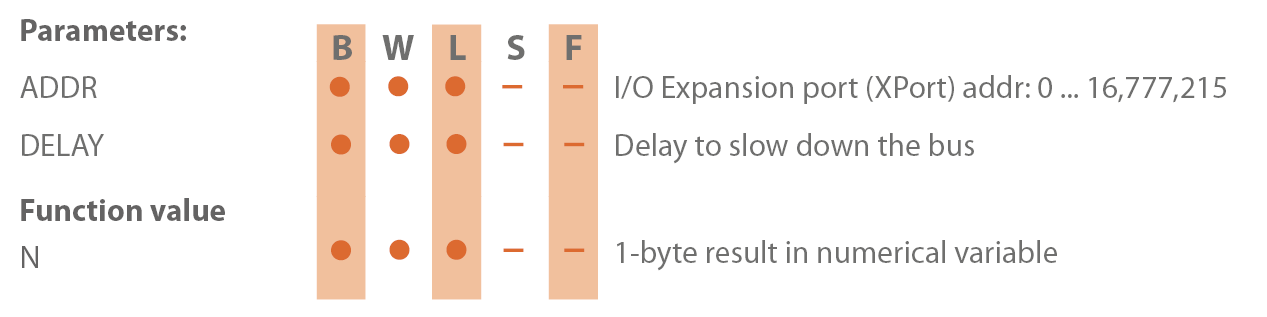 Parameters:
B W L S F
ADDR ● ● ● – – I/O Expansion port (XPort) addr: 0 ... 16,777,215
DELAY ● ● ● – – Delay to slow down the bus
Function value
N ● ● ● – – 1-byte result in numerical variable